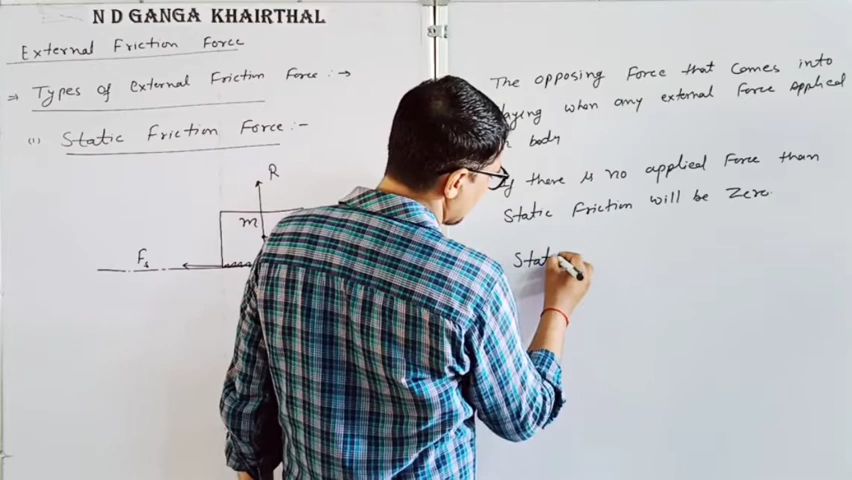 N D GANGA KHAIRTHAL
External Friction Force
⇒ Types of external Friction Force :→
(1) Static Friction Force :-
R
m
Fs
The opposing Force that comes into
when any external Force applied
body
there is no applied Force than
Static Friction will be Zero.
Stat